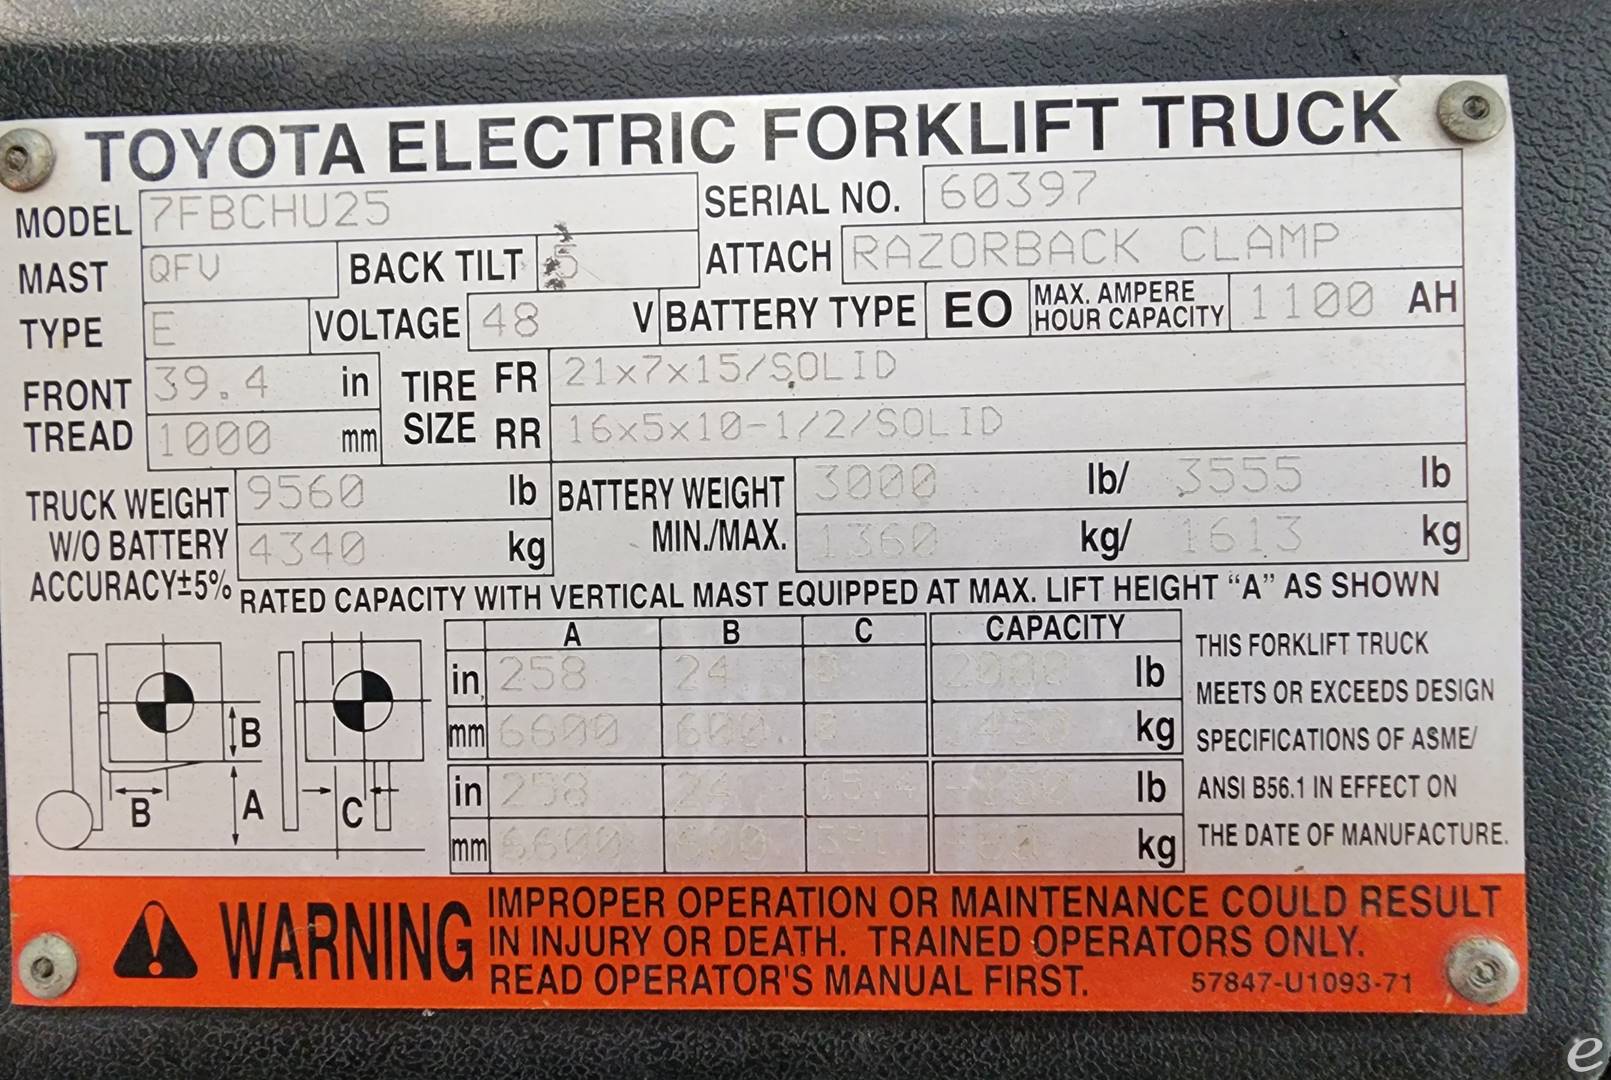 TOYOTA ELECTRIC FORKLIFT TRUCK
MODEL 7FBCHU25 SERIAL NO. 60397
MAST QFV BACK TILT 5 ATTACH RAZORBACK CLAMP
TYPE E VOLTAGE 48 V BATTERY TYPE EO MAX. AMPERE HOUR CAPACITY 1100 AH
FRONT TREAD 39.4 in TIRE SIZE FR 21x7x15/SOLID
1000 mm RR 16x5x10-1/2/SOLID
TRUCK WEIGHT 9560 lb BATTERY WEIGHT 3000 lb/ 3555 lb
W/O BATTERY 4340 kg MIN./MAX. 1360 kg/ 1613 kg
ACCURACY±5% RATED CAPACITY WITH VERTICAL MAST EQUIPPED AT MAX. LIFT HEIGHT "A" AS SHOWN
A B C CAPACITY
in 258 24 0 2000 lb
mm 6600 600 0 kg
in 258 24 lb
mm 6600 600 kg
B
B A C
THIS FORKLIFT TRUCK
MEETS OR EXCEEDS DESIGN
SPECIFICATIONS OF ASME/
ANSI B56.1 IN EFFECT ON
THE DATE OF MANUFACTURE.
WARNING
IMPROPER OPERATION OR MAINTENANCE COULD RESULT
IN INJURY OR DEATH. TRAINED OPERATORS ONLY.
READ OPERATOR'S MANUAL FIRST. 57847-U1093-71
e